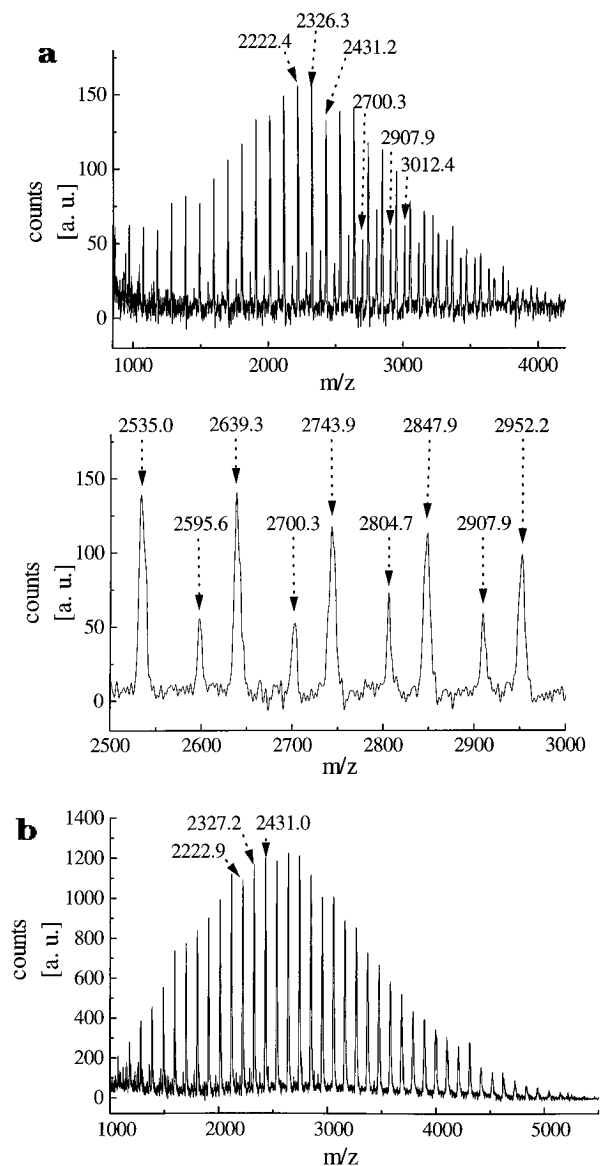 a
2326.3
2222.4
2431.2
2700.3
2907.9
3012.4
150
100
50
0
counts
[a. u.]
1000 2000 3000 4000
m/z
2535.0 2639.3 2743.9 2847.9 2952.2
2595.6 2700.3 2804.7 2907.9
150
100
50
0
counts
[a. u.]
2500 2600 2700 2800 2900 3000
m/z
b
2327.2 2431.0
2222.9
1400
1200
1000
800
600
400
200
0
counts
[a. u.]
1000 2000 3000 4000 5000
m/z